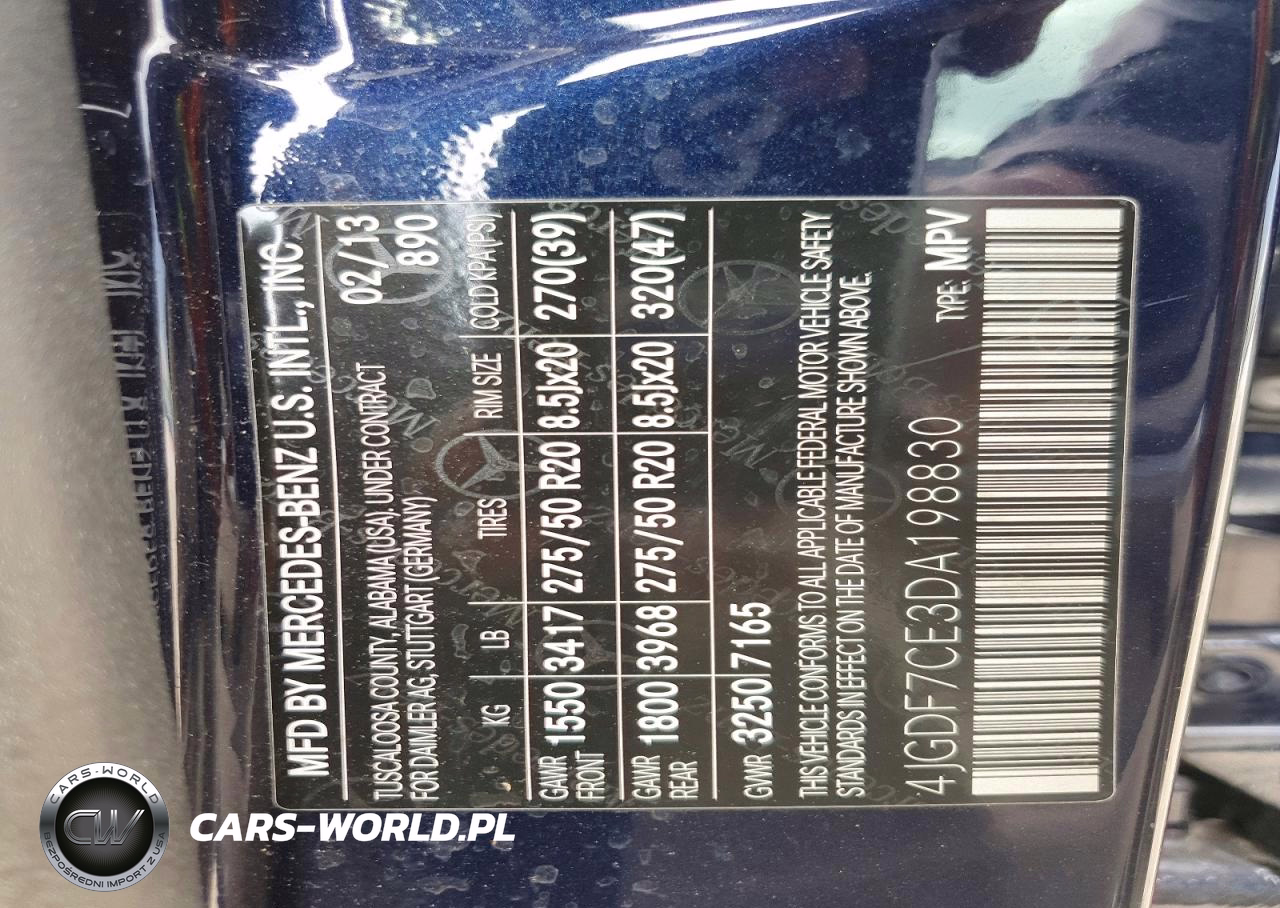 MFD BY MERCEDES-BENZ U.S. INTL., INC.
02/13
TUSCALOOSA COUNTY, ALABAMA (USA), UNDER CONTRACT
FOR DAIMLER AG, STUTTGART (GERMANY)
890
KG LB TIRES RIM SIZE COLD KPA(PSI)
GAWR FRONT 1550 3417 275/50 R20 8.5Jx20 270(39)
GAWR REAR 1800 3968 275/50 R20 8.5Jx20 320(47)
GVWR 3250 7165
THIS VEHICLE CONFORMS TO ALL APPLICABLE FEDERAL MOTOR VEHICLE SAFETY
STANDARDS IN EFFECT ON THE DATE OF MANUFACTURE SHOWN ABOVE.
4JGDF7CE3DA198830 TYPE: MPV
CARS-WORLD
CW
BEZPOŚREDNI IMPORT Z USA
CARS-WORLD.PL